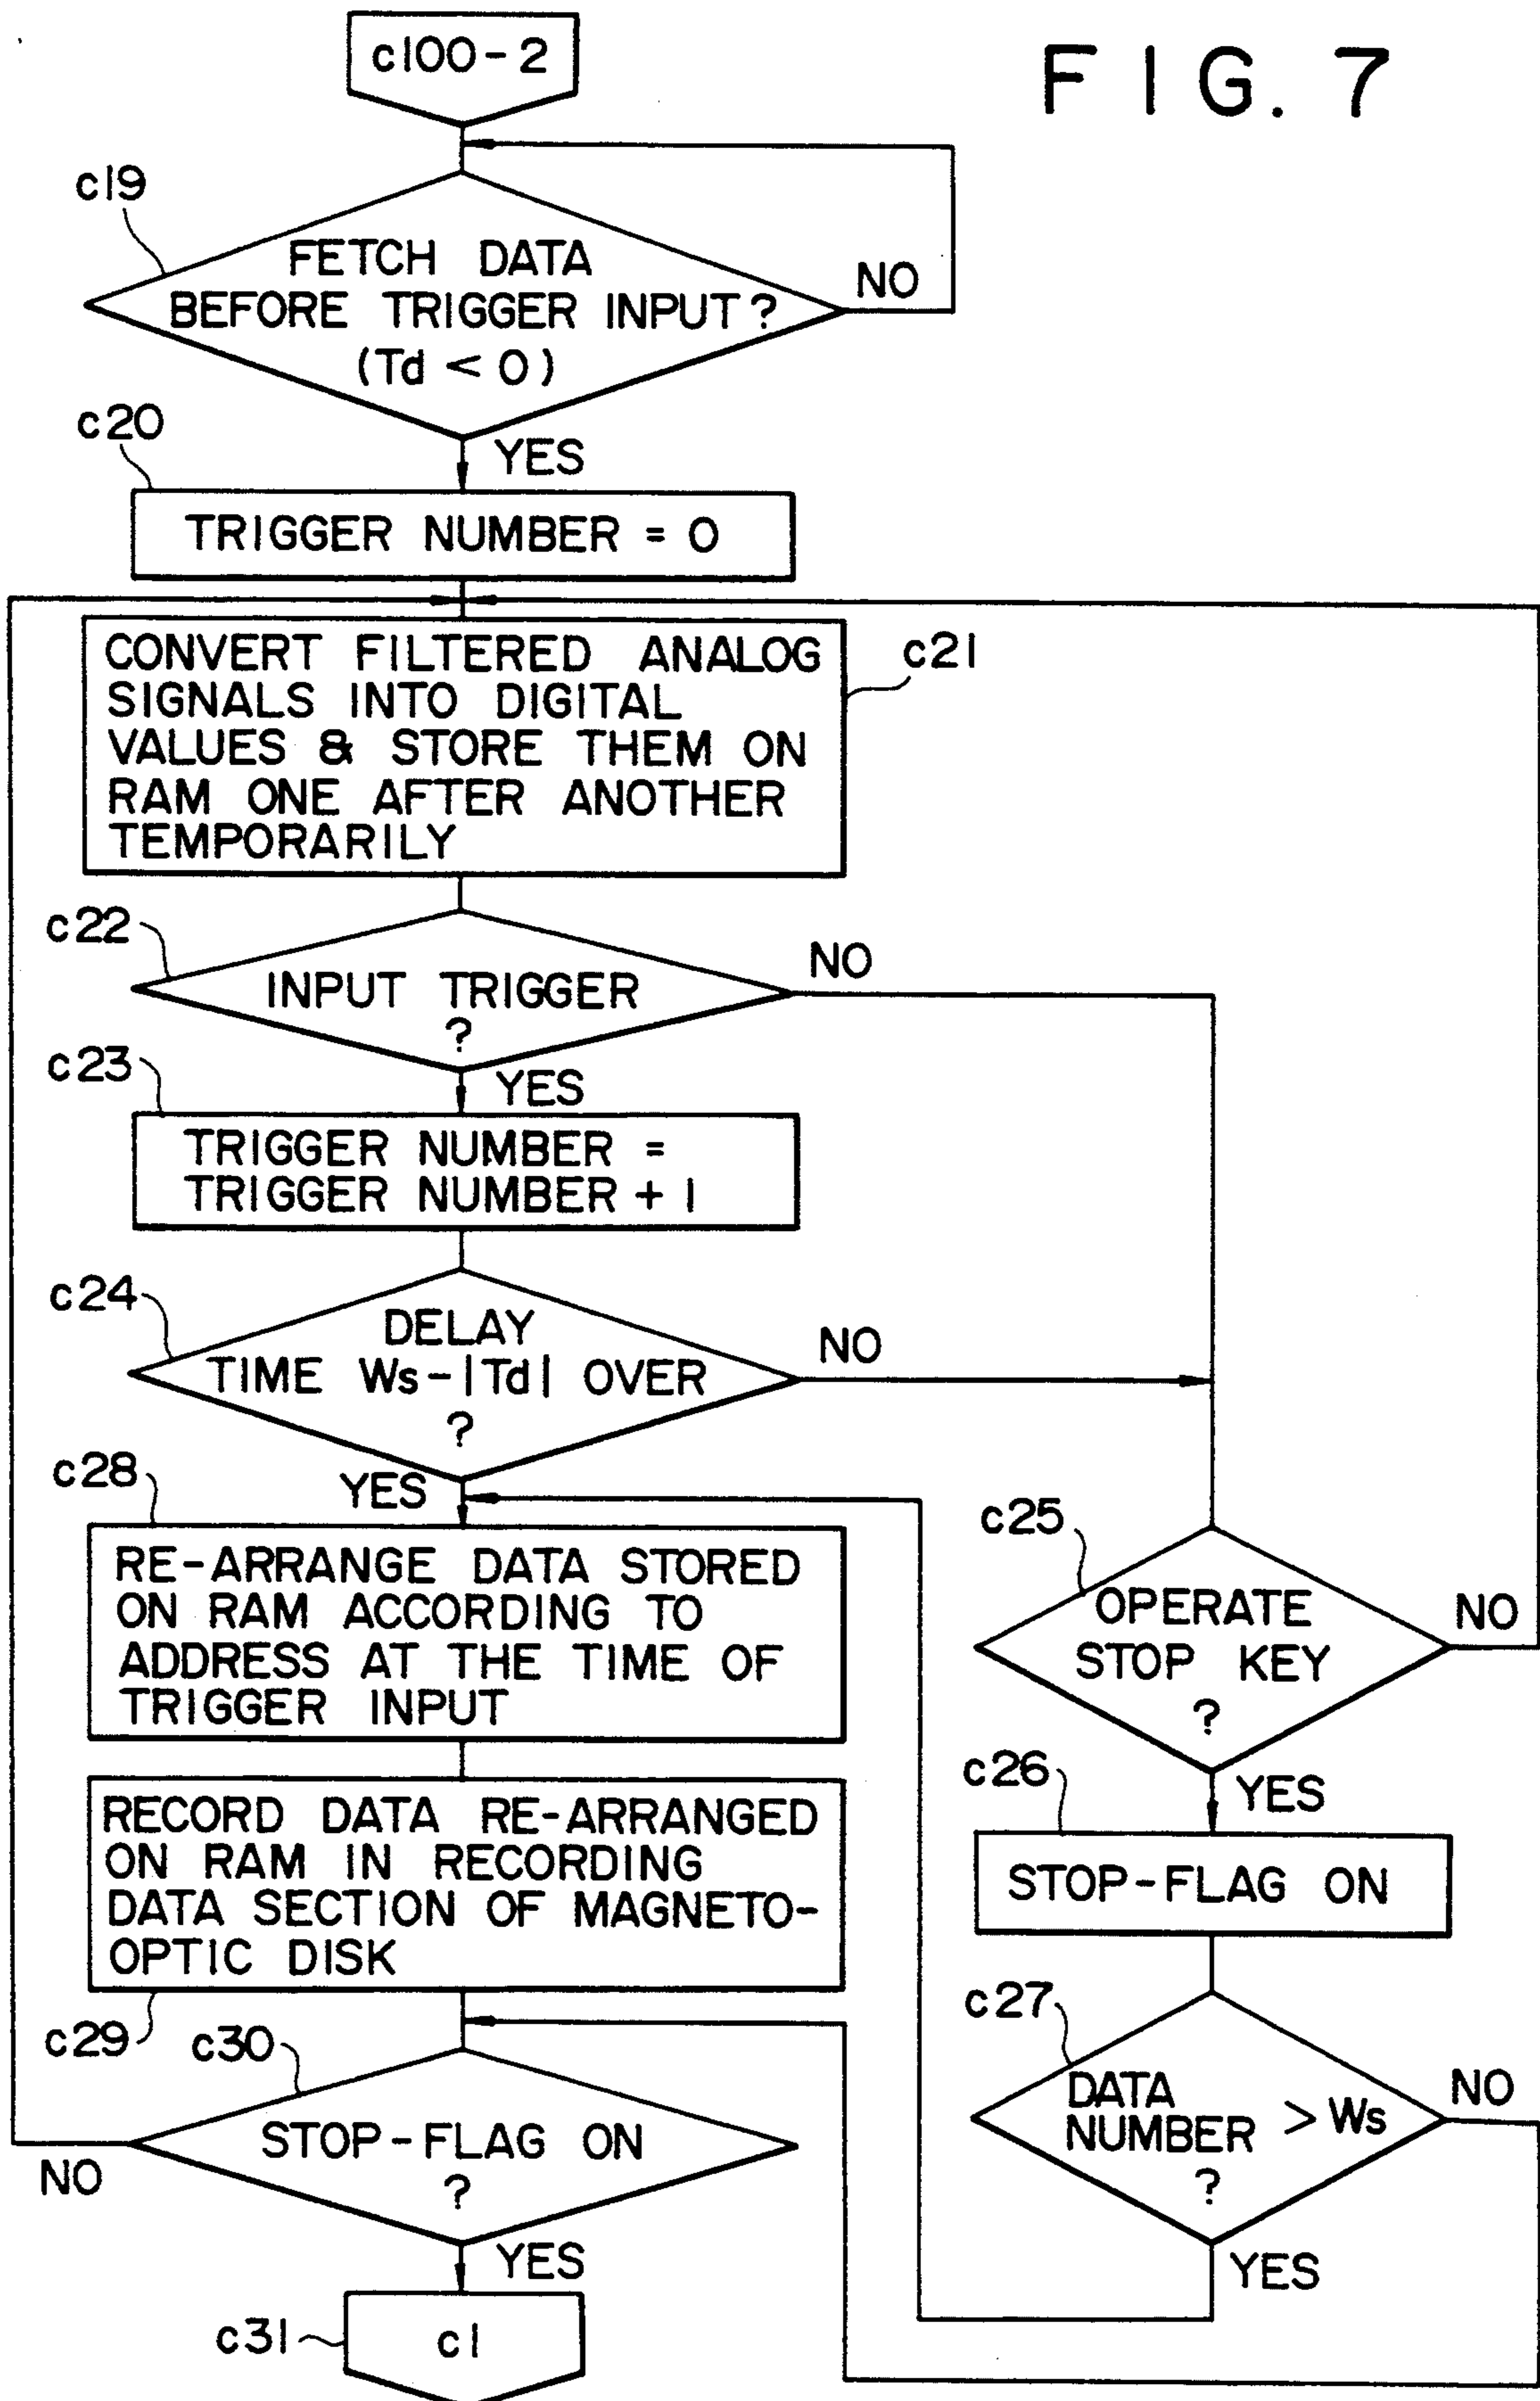 c100-2
FIG. 7
c19
FETCH DATA
BEFORE TRIGGER INPUT?
(Td < 0)
NO
c20
YES
TRIGGER NUMBER = 0
CONVERT FILTERED ANALOG
SIGNALS INTO DIGITAL
VALUES & STORE THEM ON
RAM ONE AFTER ANOTHER
TEMPORARILY
c21
c22
INPUT TRIGGER
?
NO
c23
YES
TRIGGER NUMBER =
TRIGGER NUMBER + 1
c24
DELAY
TIME Ws-|Td| OVER
?
NO
c28
YES
RE-ARRANGE DATA STORED
ON RAM ACCORDING TO
ADDRESS AT THE TIME OF
TRIGGER INPUT
c25
OPERATE
STOP KEY
?
NO
c26
YES
STOP-FLAG ON
RECORD DATA RE-ARRANGED
ON RAM IN RECORDING
DATA SECTION OF MAGNETO-
OPTIC DISK
c29
c27
DATA
NUMBER > Ws
?
NO
YES
c30
STOP-FLAG ON
?
NO
YES
c31
c1